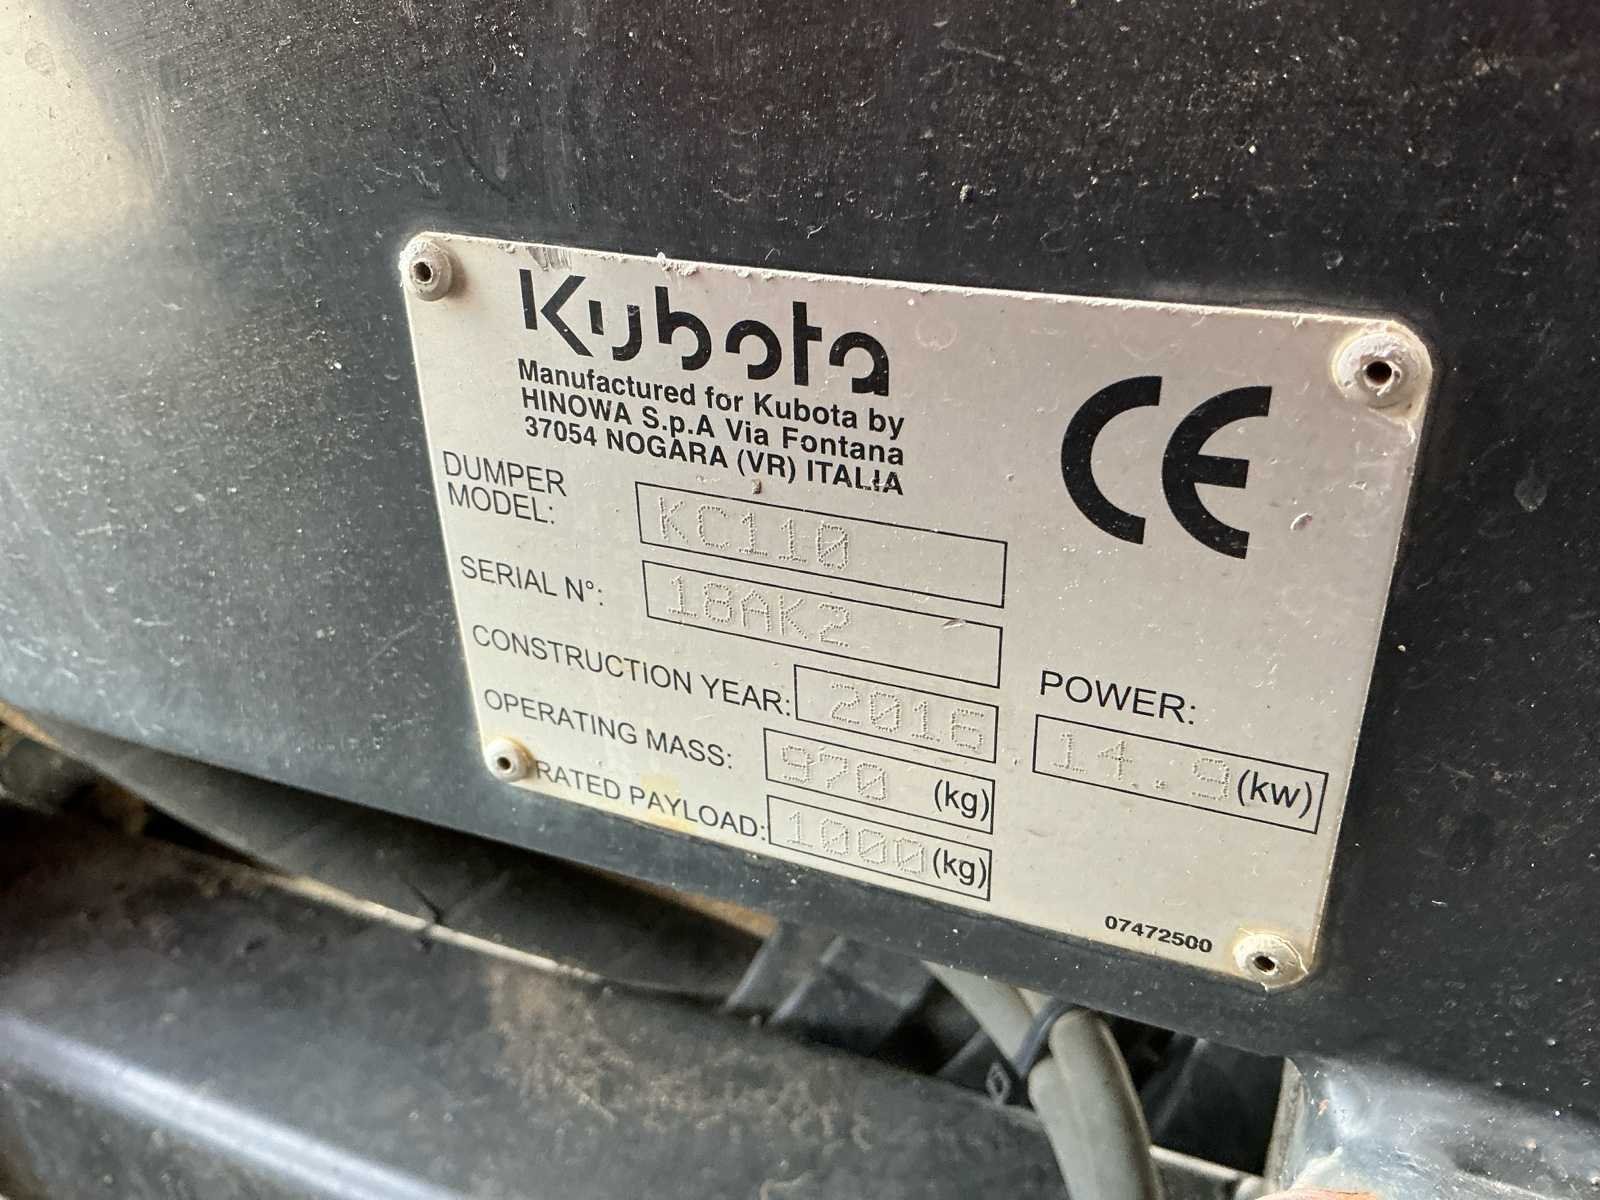 Kubota
Manufactured for Kubota by
HINOWA S.p.A Via Fontana
37054 NOGARA (VR) ITALIA
CE
DUMPER
MODEL: KC110
SERIAL N°: 18AK2
CONSTRUCTION YEAR: 2016
OPERATING MASS: 970 (kg)
RATED PAYLOAD: 1000 (kg)
POWER:
14.9 (kw)
07472500